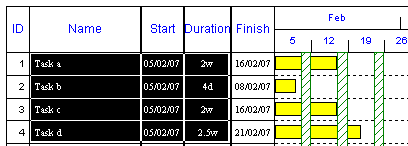 Feb
ID Name Start Duration Finish
5 12 19 26
1 Task a 05/02/07 2w 16/02/07
2 Task b 05/02/07 4d 08/02/07
3 Task c 05/02/07 2w 16/02/07
4 Task d 05/02/07 2.5w 21/02/07